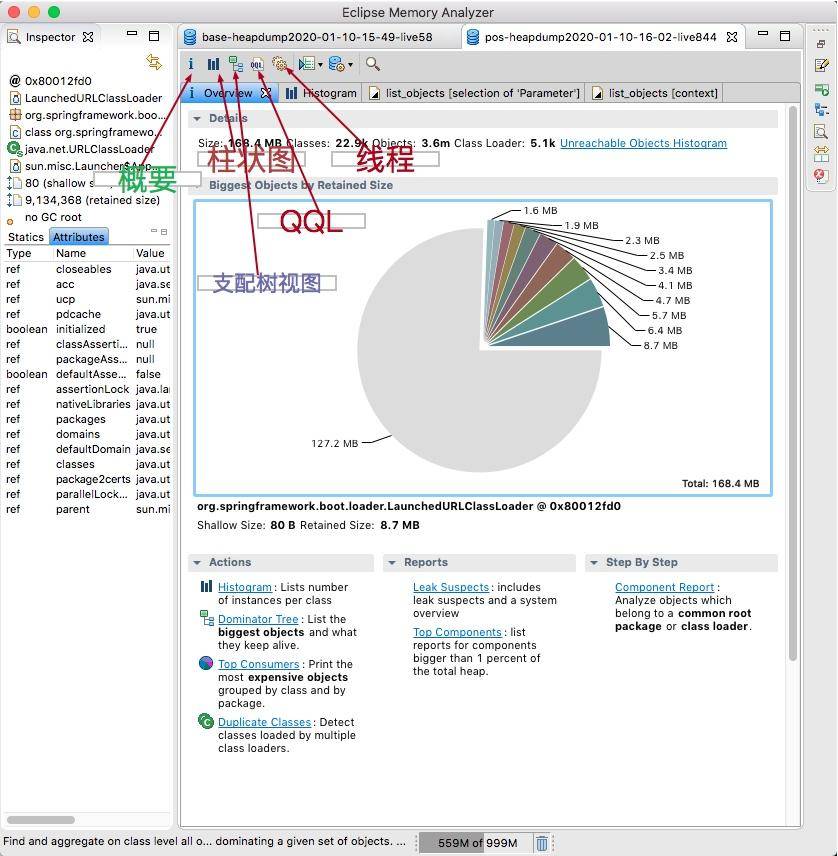 Eclipse Memory Analyzer
Inspector
base-heapdump2020-01-10-15-49-live58
pos-heapdump2020-01-10-16-02-live844
@ 0x80012fd0
LaunchedURLClassLoader
org.springframework.boo...
class org.springframewo...
java.net.URLClassLoader
sun.misc.Launcher$App...
80 (shallow s
9,134,368 (retained size)
no GC root
Statics
Attributes
Type Name Value
ref closeables java.ut
ref acc java.se
ref ucp sun.mi
ref pdcache java.ut
boolean initialized true
ref classAsserti... null
ref packageAss... null
boolean defaultAsse... false
ref assertionLock java.la
ref nativeLibraries java.ut
ref packages java.ut
ref domains java.ut
ref defaultDomain java.se
ref classes java.ut
ref package2certs java.ut
ref parallelLock... java.ut
ref parent sun.mi
i
OQL
i Overview
Histogram
list_objects [selection of 'Parameter']
list_objects [context]
Details
Size: 168.4 MB Classes: 22.9k Objects: 3.6m Class Loader: 5.1k Unreachable Objects Histogram
概要
柱状图
线程
QQL
支配树视图
Biggest Objects by Retained Size
1.6 MB
1.9 MB
2.3 MB
2.5 MB
3.4 MB
4.1 MB
4.7 MB
5.7 MB
6.4 MB
8.7 MB
127.2 MB
Total: 168.4 MB
org.springframework.boot.loader.LaunchedURLClassLoader @ 0x80012fd0
Shallow Size: 80 B Retained Size: 8.7 MB
Actions
Histogram: Lists number
of instances per class
Dominator Tree: List the
biggest objects and what
they keep alive.
Top Consumers: Print the
most expensive objects
grouped by class and by
package.
Duplicate Classes: Detect
classes loaded by multiple
class loaders.
Reports
Leak Suspects: includes
leak suspects and a system
overview
Top Components: list
reports for components
bigger than 1 percent of
the total heap.
Step By Step
Component Report:
Analyze objects which
belong to a common root
package or class loader.
Find and aggregate on class level all o... dominating a given set of objects. ...
559M of 999M